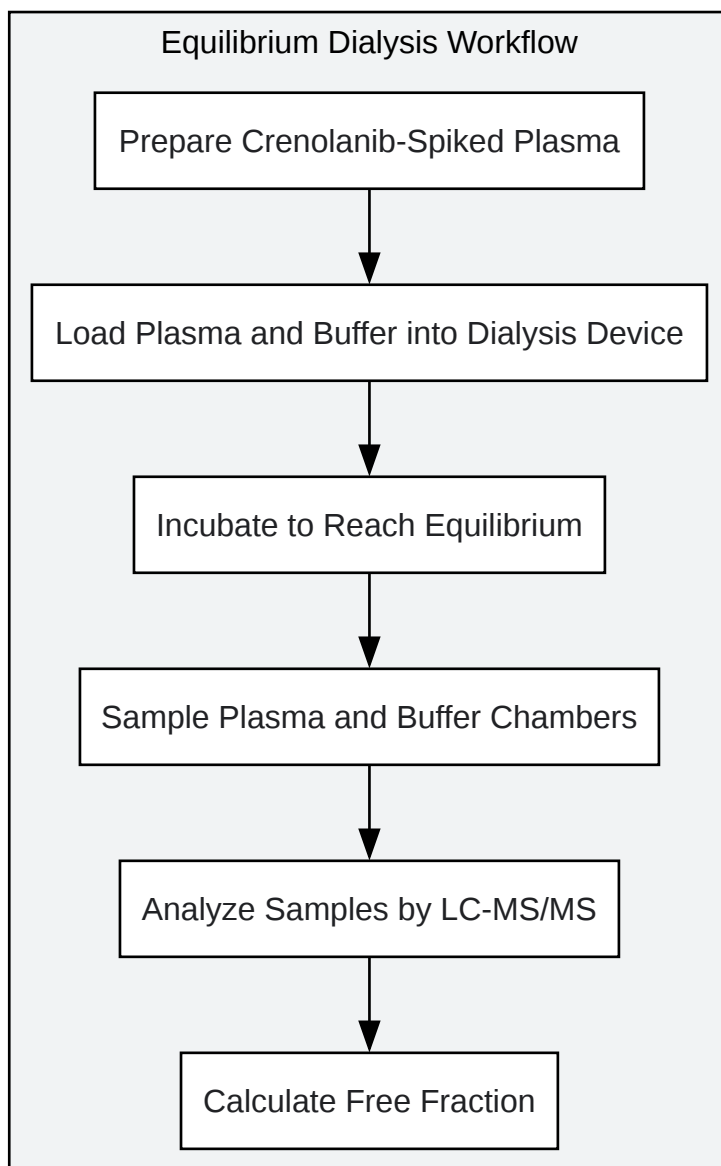 Equilibrium Dialysis Workflow
Prepare Crenolanib-Spiked Plasma
Load Plasma and Buffer into Dialysis Device
Incubate to Reach Equilibrium
Sample Plasma and Buffer Chambers
Analyze Samples by LC-MS/MS
Calculate Free Fraction